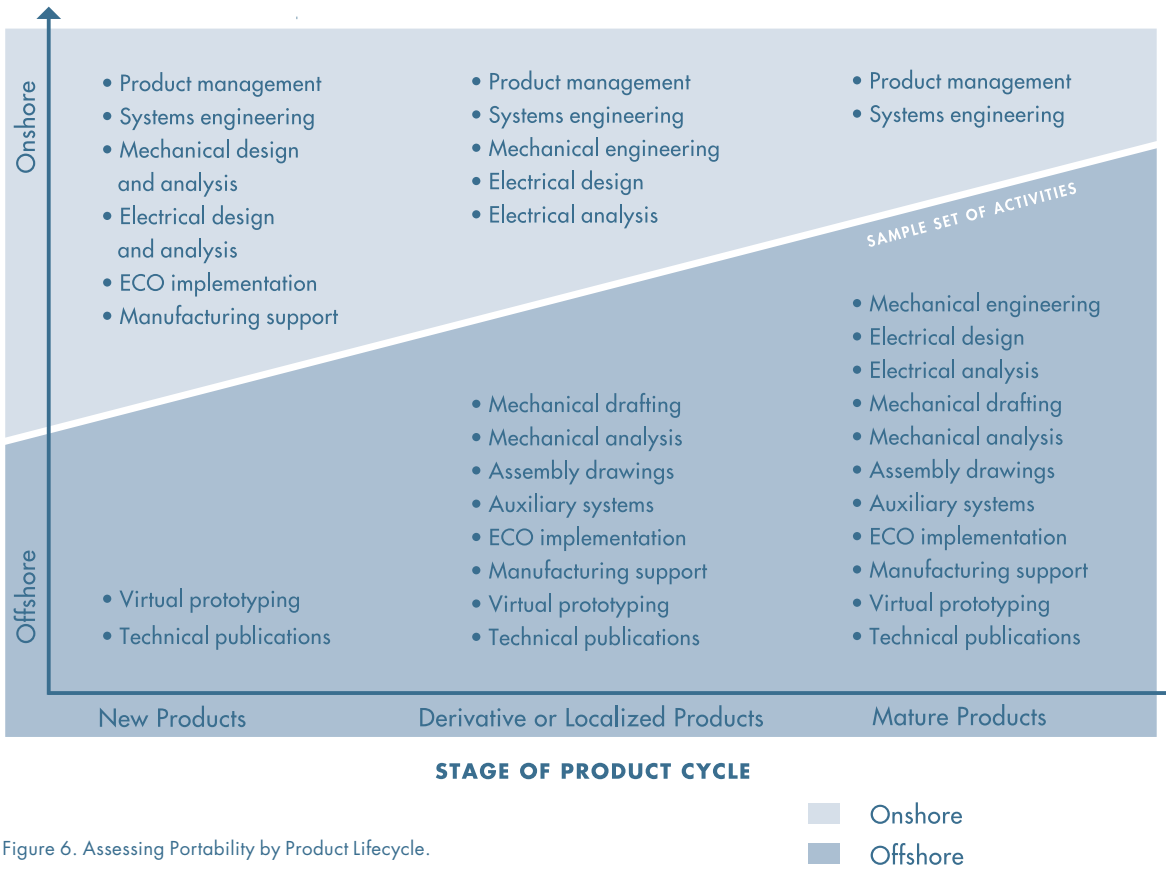 Onshore
• Product management
• Systems engineering
• Mechanical design
and analysis
• Electrical design
and analysis
• ECO implementation
• Manufacturing support
• Product management
• Systems engineering
• Mechanical engineering
• Electrical design
• Electrical analysis
• Product management
• Systems engineering
SAMPLE SET OF ACTIVITIES
Offshore
• Virtual prototyping
• Technical publications
• Mechanical drafting
• Mechanical analysis
• Assembly drawings
• Auxiliary systems
• ECO implementation
• Manufacturing support
• Virtual prototyping
• Technical publications
• Mechanical engineering
• Electrical design
• Electrical analysis
• Mechanical drafting
• Mechanical analysis
• Assembly drawings
• Auxiliary systems
• ECO implementation
• Manufacturing support
• Virtual prototyping
• Technical publications
New Products
Derivative or Localized Products
Mature Products
STAGE OF PRODUCT CYCLE
Onshore
Offshore
Figure 6. Assessing Portability by Product Lifecycle.